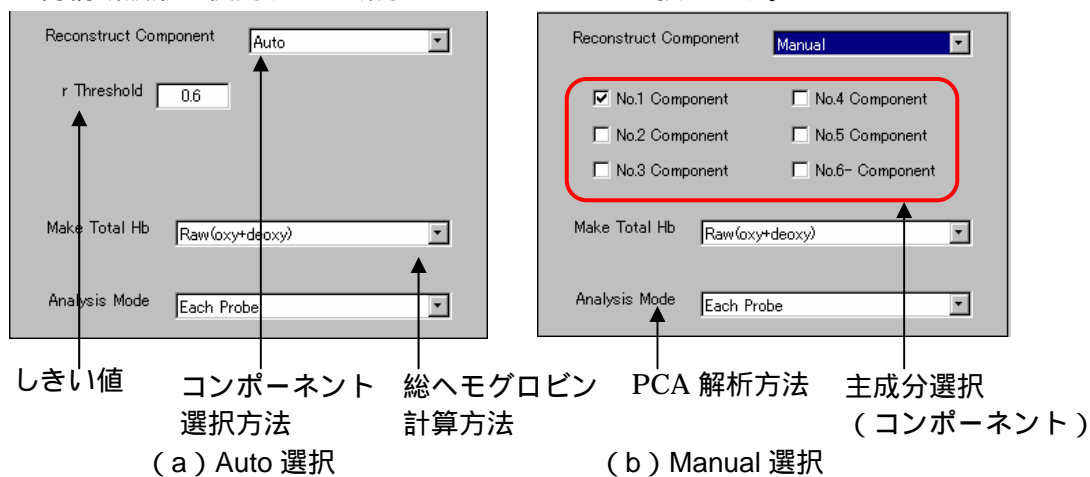 Reconstruct Component Auto
r Threshold 0.6
Make Total Hb Raw(oxy+deoxy)
Analysis Mode Each Probe
Reconstruct Component Manual
No.1 Component No.4 Component
No.2 Component No.5 Component
No.3 Component No.6- Component
Make Total Hb Raw(oxy+deoxy)
Analysis Mode Each Probe
しきい値
コンポーネント
選択方法
総ヘモグロビン
計算方法
PCA 解析方法
主成分選択
(コンポーネント)
(a)Auto 選択
(b)Manual 選択